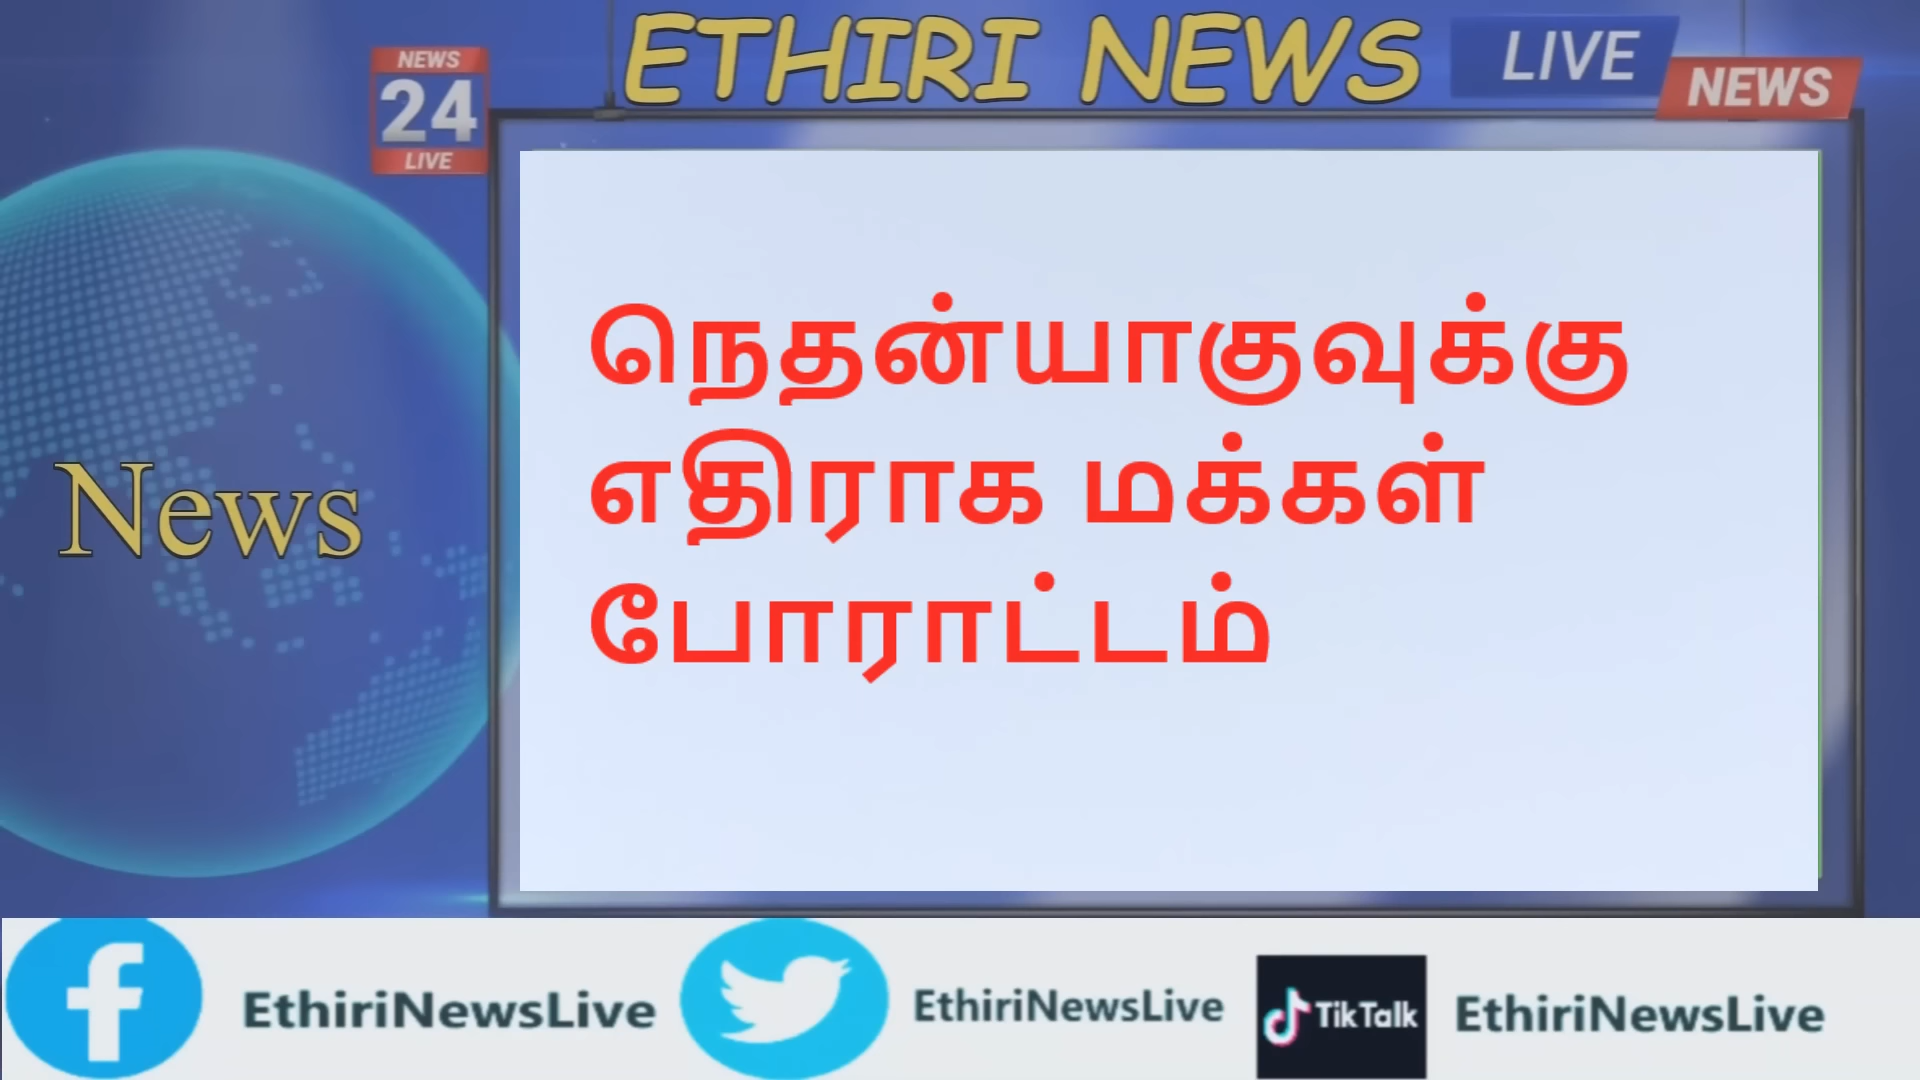 ETHIRI NEWS
LIVE
NEWS
NEWS
24
LIVE
நெதன்யாகுவுக்கு
எதிராக மக்கள்
போராட்டம்
News
EthiriNewsLive
EthiriNewsLive
TikTalk
EthiriNewsLive